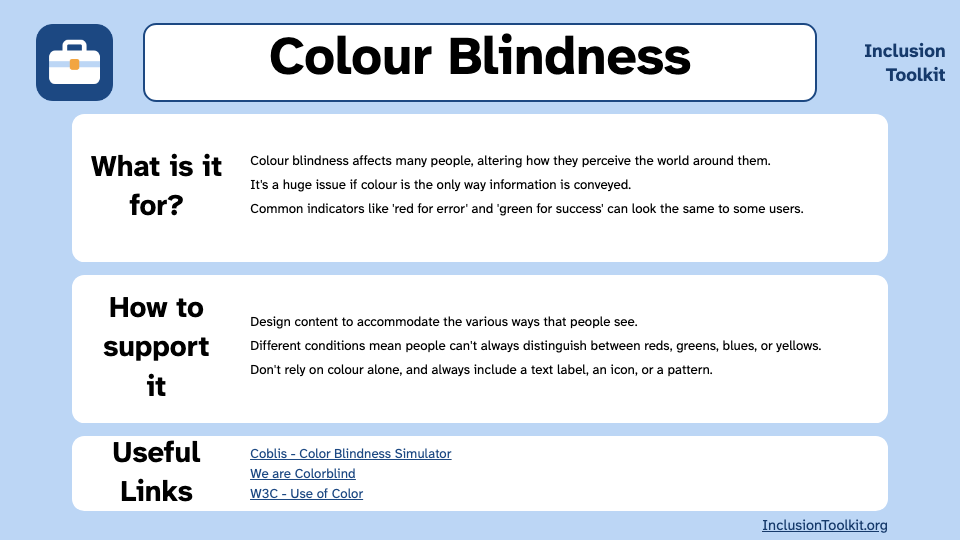 Colour Blindness
Inclusion
Toolkit
What is it
for?
Colour blindness affects many people, altering how they perceive the world around them.
It's a huge issue if colour is the only way information is conveyed.
Common indicators like 'red for error' and 'green for success' can look the same to some users.
How to
support
it
Design content to accommodate the various ways that people see.
Different conditions mean people can't always distinguish between reds, greens, blues, or yellows.
Don't rely on colour alone, and always include a text label, an icon, or a pattern.
Useful
Links
Coblis - Color Blindness Simulator
We are Colorblind
W3C - Use of Color
InclusionToolkit.org